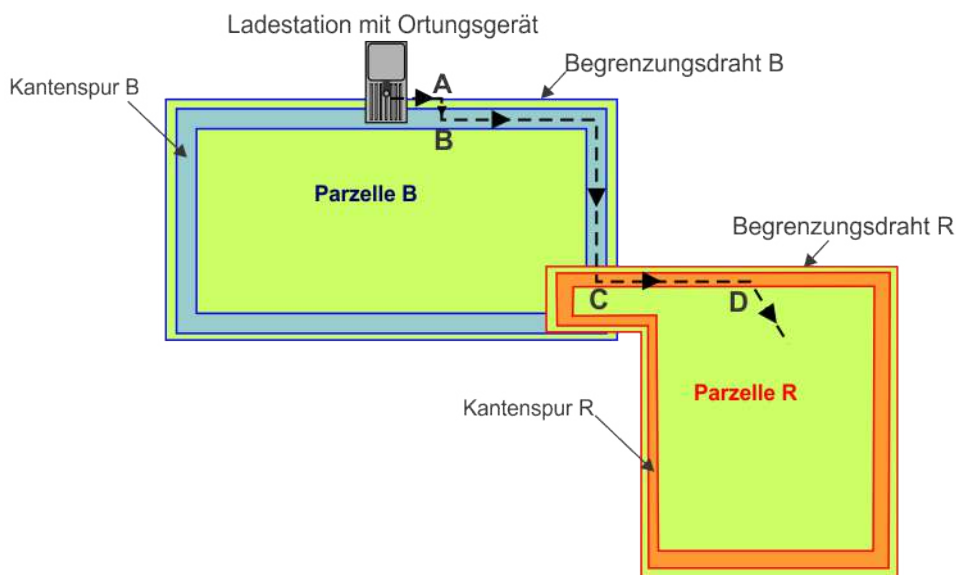 Ladestation mit Ortungsgerät
Kantenspur B
A
Begrenzungsdraht B
B
Parzelle B
Begrenzungsdraht R
C
D
Parzelle R
Kantenspur R